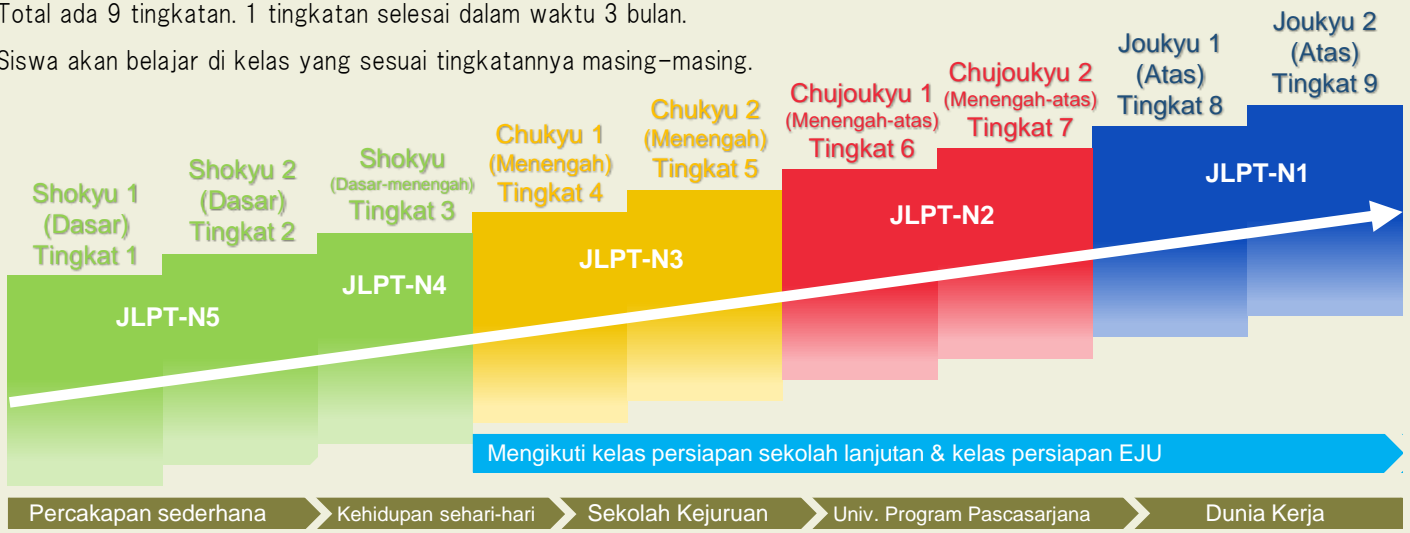 Total ada 9 tingkatan. 1 tingkatan selesai dalam waktu 3 bulan.
Siswa akan belajar di kelas yang sesuai tingkatannya masing-masing.
Shokyu 1
(Dasar)
Tingkat 1
Shokyu 2
(Dasar)
Tingkat 2
Shokyu
(Dasar-menengah)
Tingkat 3
Chukyu 1
(Menengah)
Tingkat 4
Chukyu 2
(Menengah)
Tingkat 5
Chujoukyu 1
(Menengah-atas)
Tingkat 6
Chujoukyu 2
(Menengah-atas)
Tingkat 7
Joukyu 1
(Atas)
Tingkat 8
Joukyu 2
(Atas)
Tingkat 9
JLPT-N5
JLPT-N4
JLPT-N3
JLPT-N2
JLPT-N1
Mengikuti kelas persiapan sekolah lanjutan & kelas persiapan EJU
Percakapan sederhana
Kehidupan sehari-hari
Sekolah Kejuruan
Univ. Program Pascasarjana
Dunia Kerja